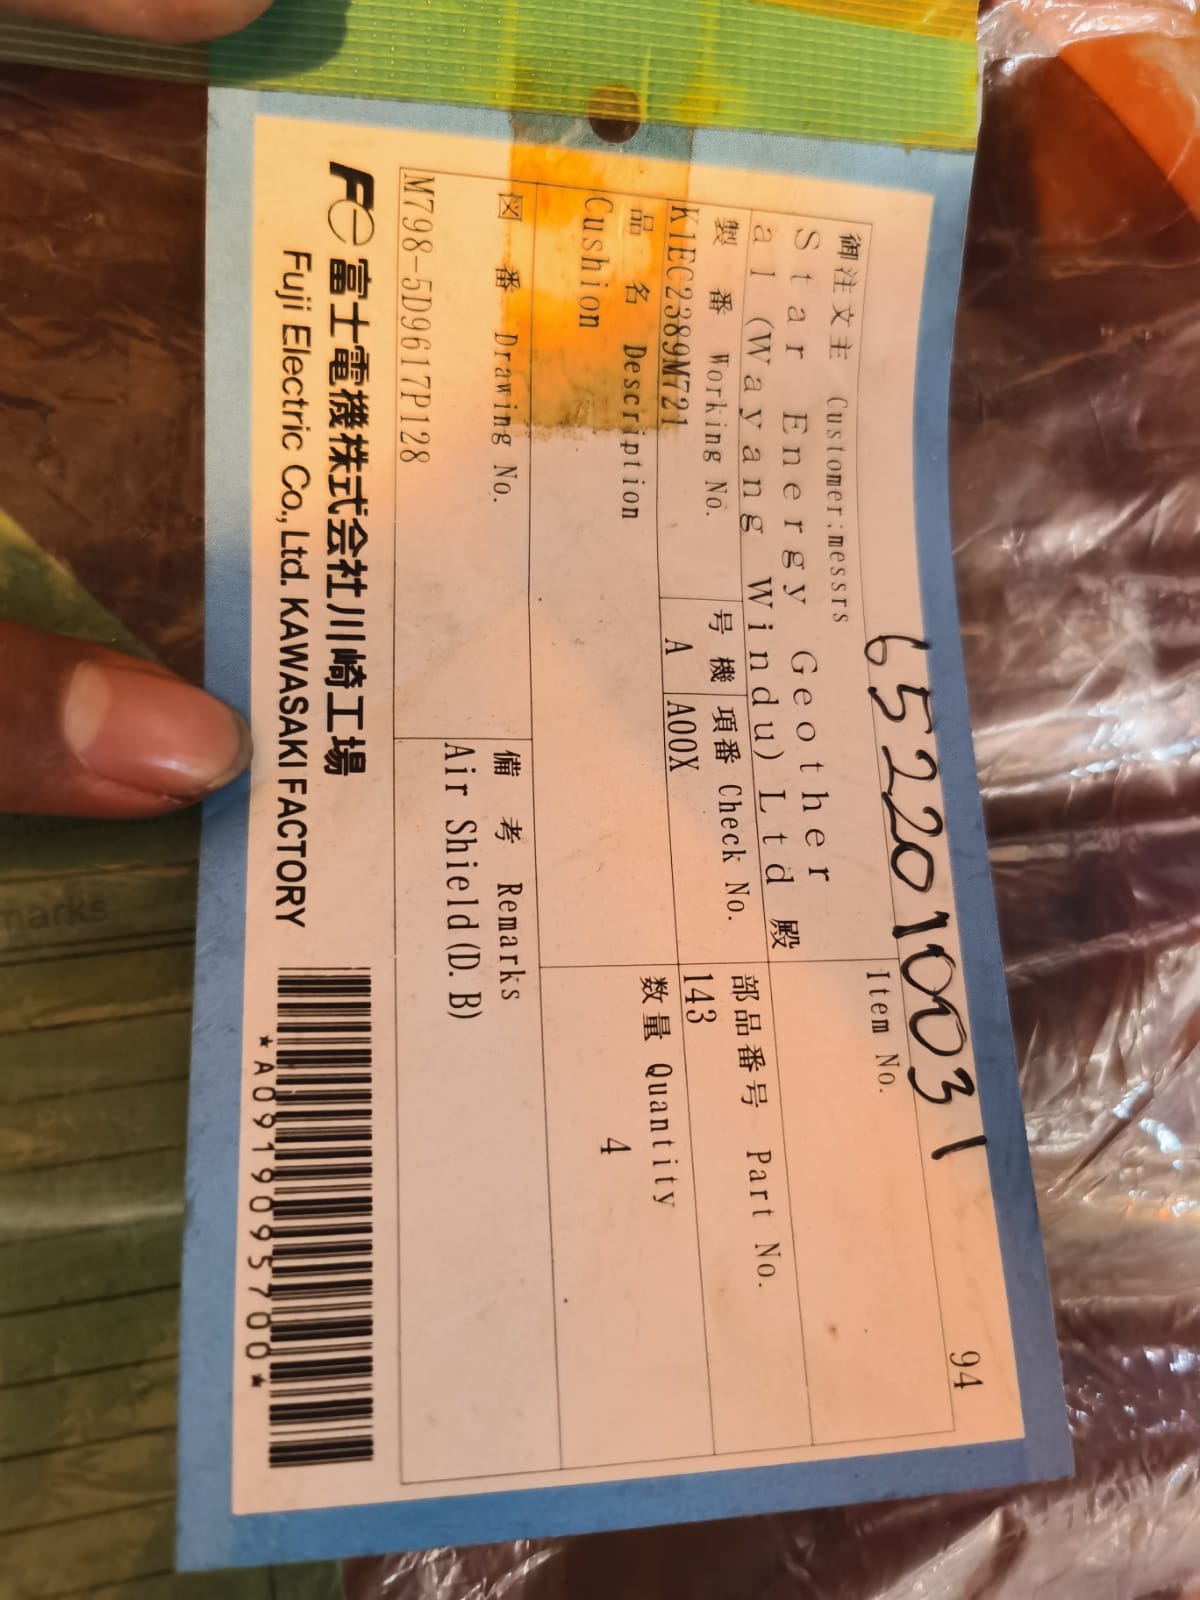 6522010031
94
御注文主 Customer:messrs
Item No.
Star Energy Geother
al (Wayang Windu) Ltd 殿
製 番 Working No.
号 機
項番 Check No.
部品番号 Part No.
K1EC2389M721
A
A00X
143
品 名 Description
数量 Quantity
Cushion
4
図 番 Drawing No.
備 考 Remarks
M798-5D9617P128
Air Shield(D. B)
Fe 富士電機株式会社川崎工場
Fuji Electric Co., Ltd. KAWASAKI FACTORY
*A0919095700*
marks